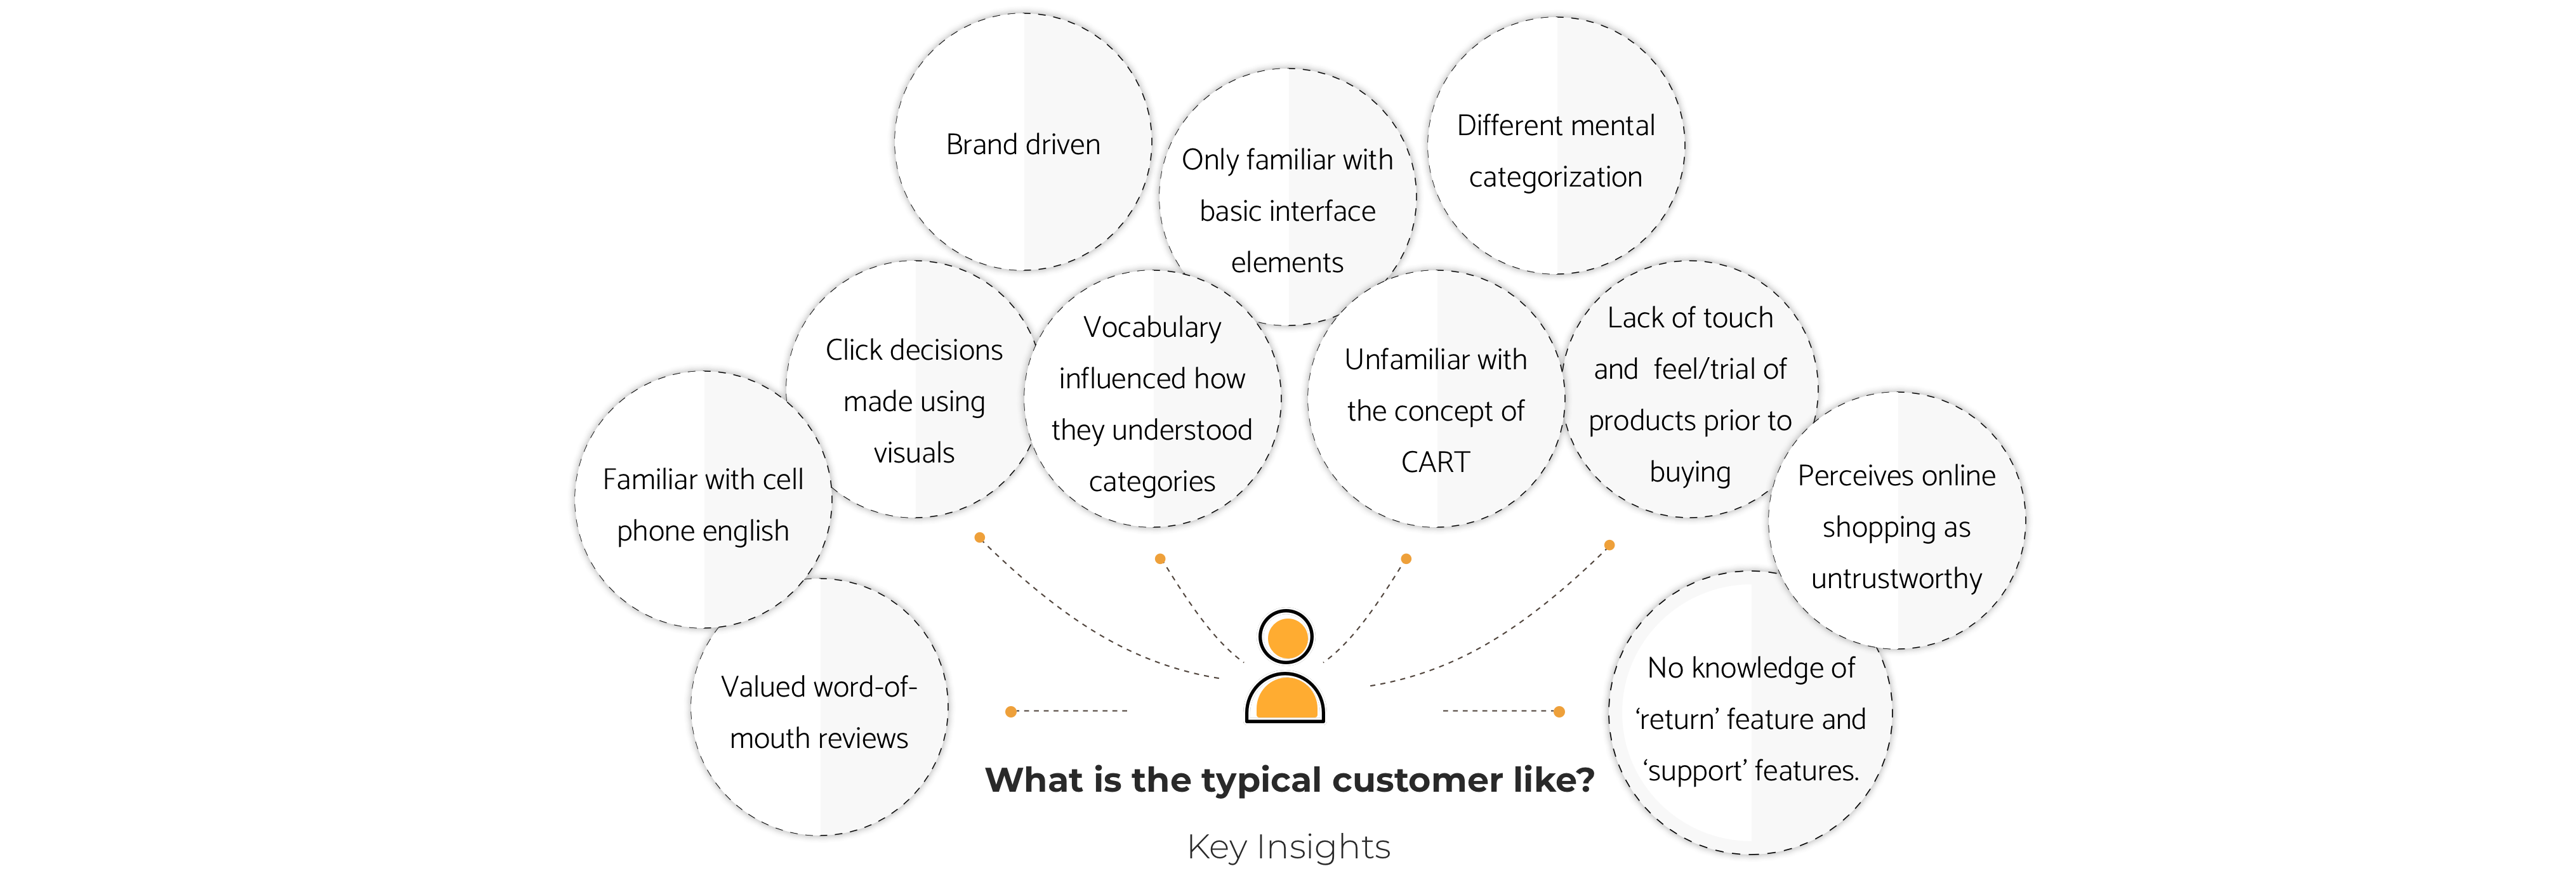 Brand driven
Only familiar with
basic interface
elements
Different mental
categorization
Click decisions
made using
visuals
Vocabulary
influenced how
they understood
categories
Unfamiliar with
the concept of
CART
Lack of touch
and  feel/trial of
products prior to
buying
Familiar with cell
phone english
Perceives online
shopping as
untrustworthy
Valued word-of-
mouth reviews
No knowledge of
‘return’ feature and
‘support’ features.
What is the typical customer like?
Key Insights